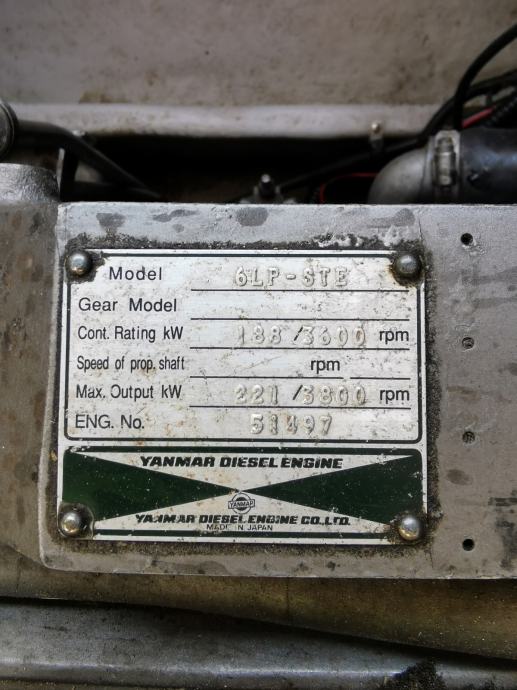 Model 6LP-STE
Gear Model
Cont. Rating kW 188/3600 rpm
Speed of prop. shaft rpm
Max. Output kW 221/3800 rpm
ENG. No. 51497
YANMAR DIESEL ENGINE
YANMAR
YANMAR DIESEL ENGINE CO.,LTD.
MADE IN JAPAN